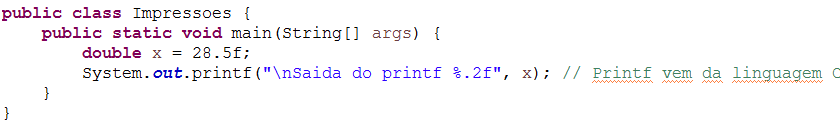 public class Impressoes {
    public static void main(String[] args) {
        double x = 28.5f;
        System.out.printf("\nSaida do printf %.2f", x); // Printf vem da linguagem C
    }
}